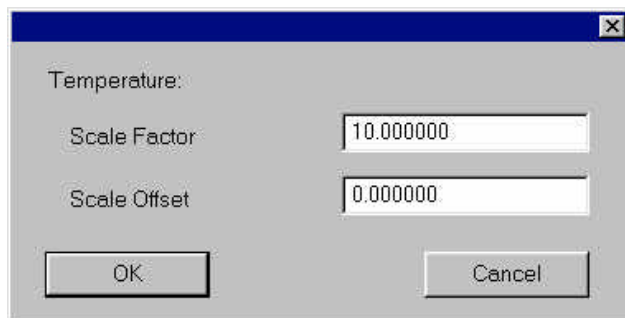 Temperature:
Scale Factor 10.000000
Scale Offset 0.000000
OK Cancel